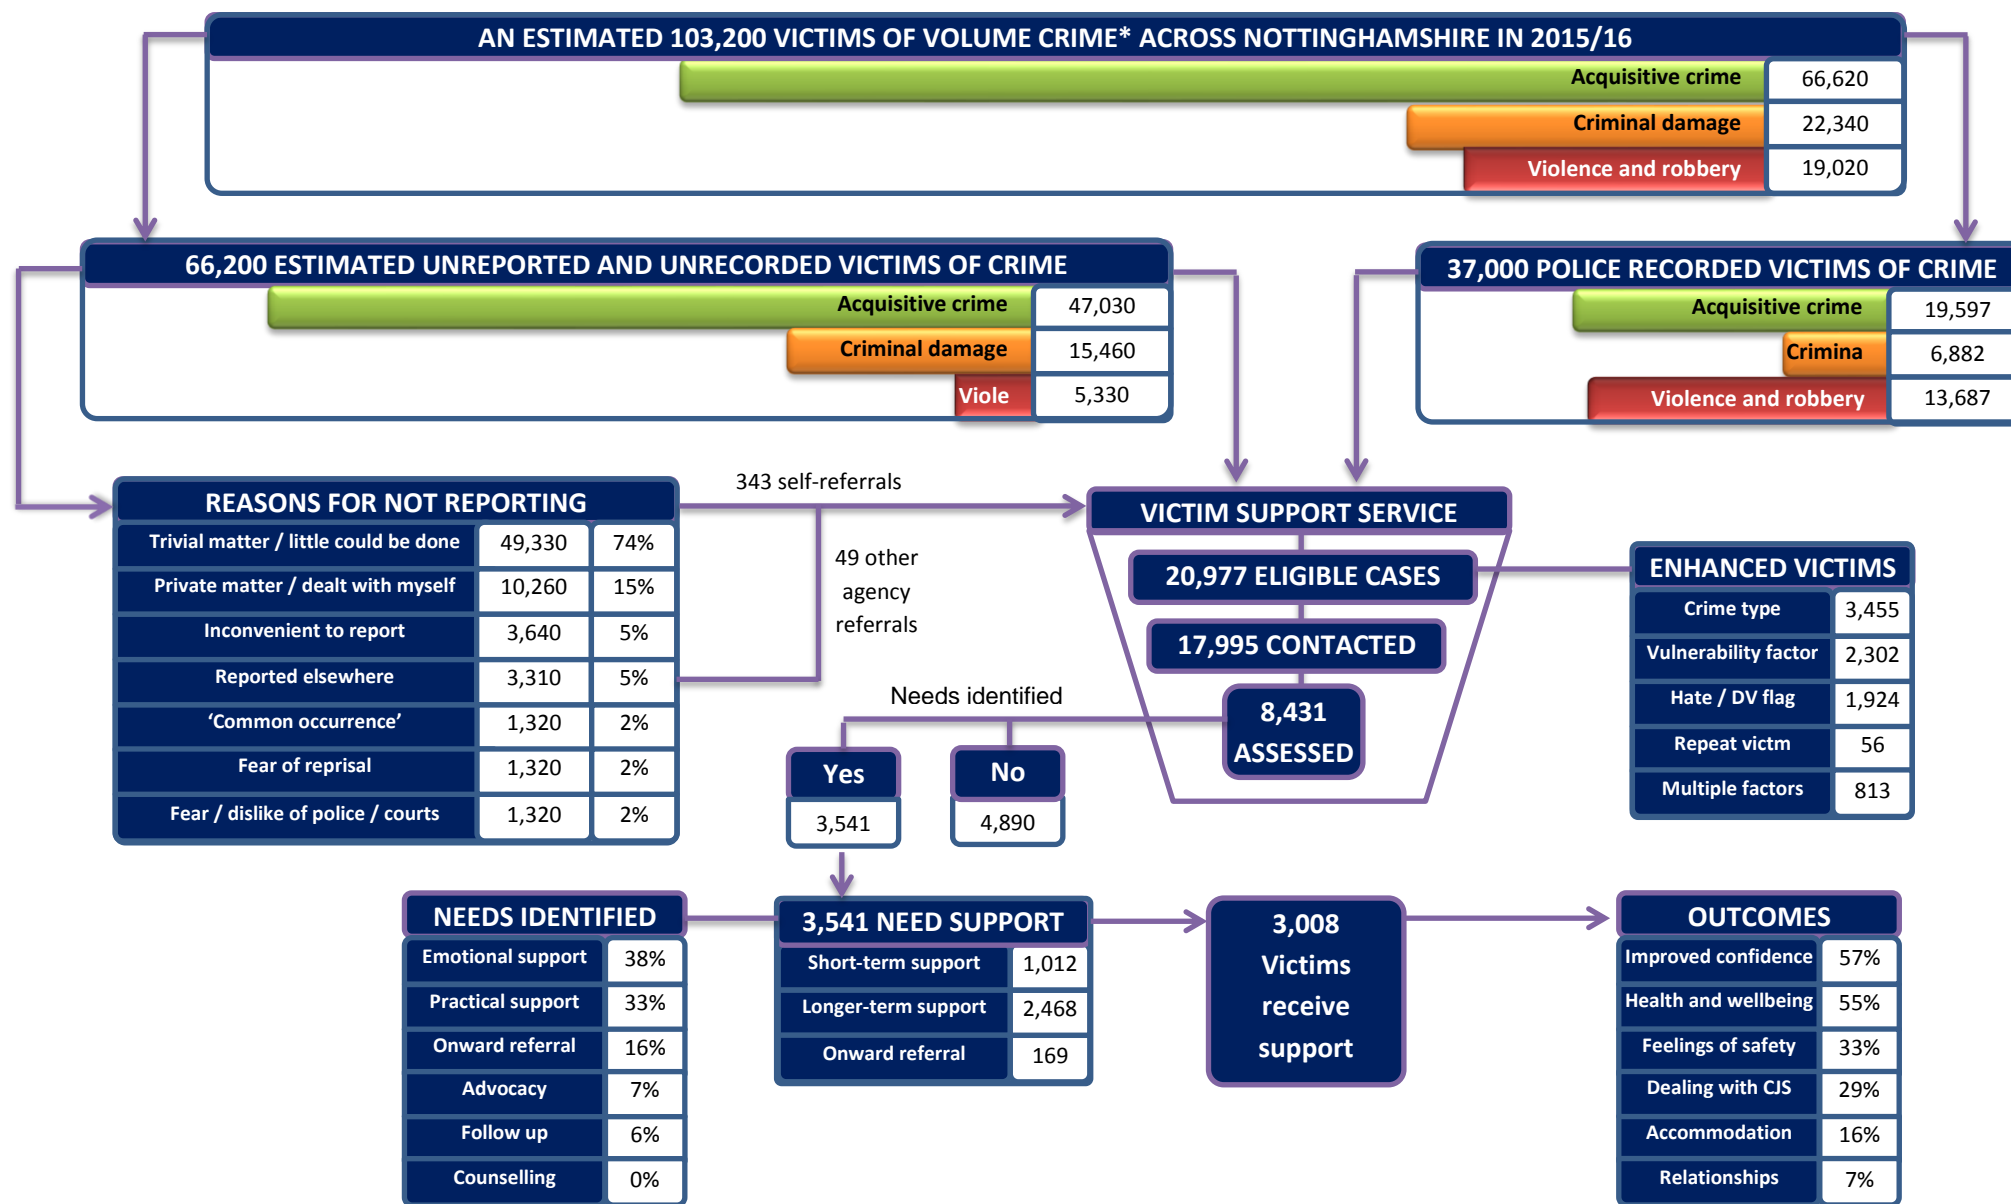 AN ESTIMATED 103,200 VICTIMS OF VOLUME CRIME* ACROSS NOTTINGHAMSHIRE IN 2015/16
Acquisitive crime 66,620
Criminal damage 22,340
Violence and robbery 19,020
66,200 ESTIMATED UNREPORTED AND UNRECORDED VICTIMS OF CRIME
Acquisitive crime 47,030
Criminal damage 15,460
Viole 5,330
37,000 POLICE RECORDED VICTIMS OF CRIME
Acquisitive crime 19,597
Crimina 6,882
Violence and robbery 13,687
REASONS FOR NOT REPORTING
Trivial matter / little could be done 49,330 74%
Private matter / dealt with myself 10,260 15%
Inconvenient to report 3,640 5%
Reported elsewhere 3,310 5%
‘Common occurrence’ 1,320 2%
Fear of reprisal 1,320 2%
Fear / dislike of police / courts 1,320 2%
343 self-referrals
49 other
agency
referrals
VICTIM SUPPORT SERVICE
20,977 ELIGIBLE CASES
17,995 CONTACTED
8,431
ASSESSED
ENHANCED VICTIMS
Crime type 3,455
Vulnerability factor 2,302
Hate / DV flag 1,924
Repeat victm 56
Multiple factors 813
Needs identified
Yes
3,541
No
4,890
NEEDS IDENTIFIED
Emotional support 38%
Practical support 33%
Onward referral 16%
Advocacy 7%
Follow up 6%
Counselling 0%
3,541 NEED SUPPORT
Short-term support 1,012
Longer-term support 2,468
Onward referral 169
3,008
Victims
receive
support
OUTCOMES
Improved confidence 57%
Health and wellbeing 55%
Feelings of safety 33%
Dealing with CJS 29%
Accommodation 16%
Relationships 7%